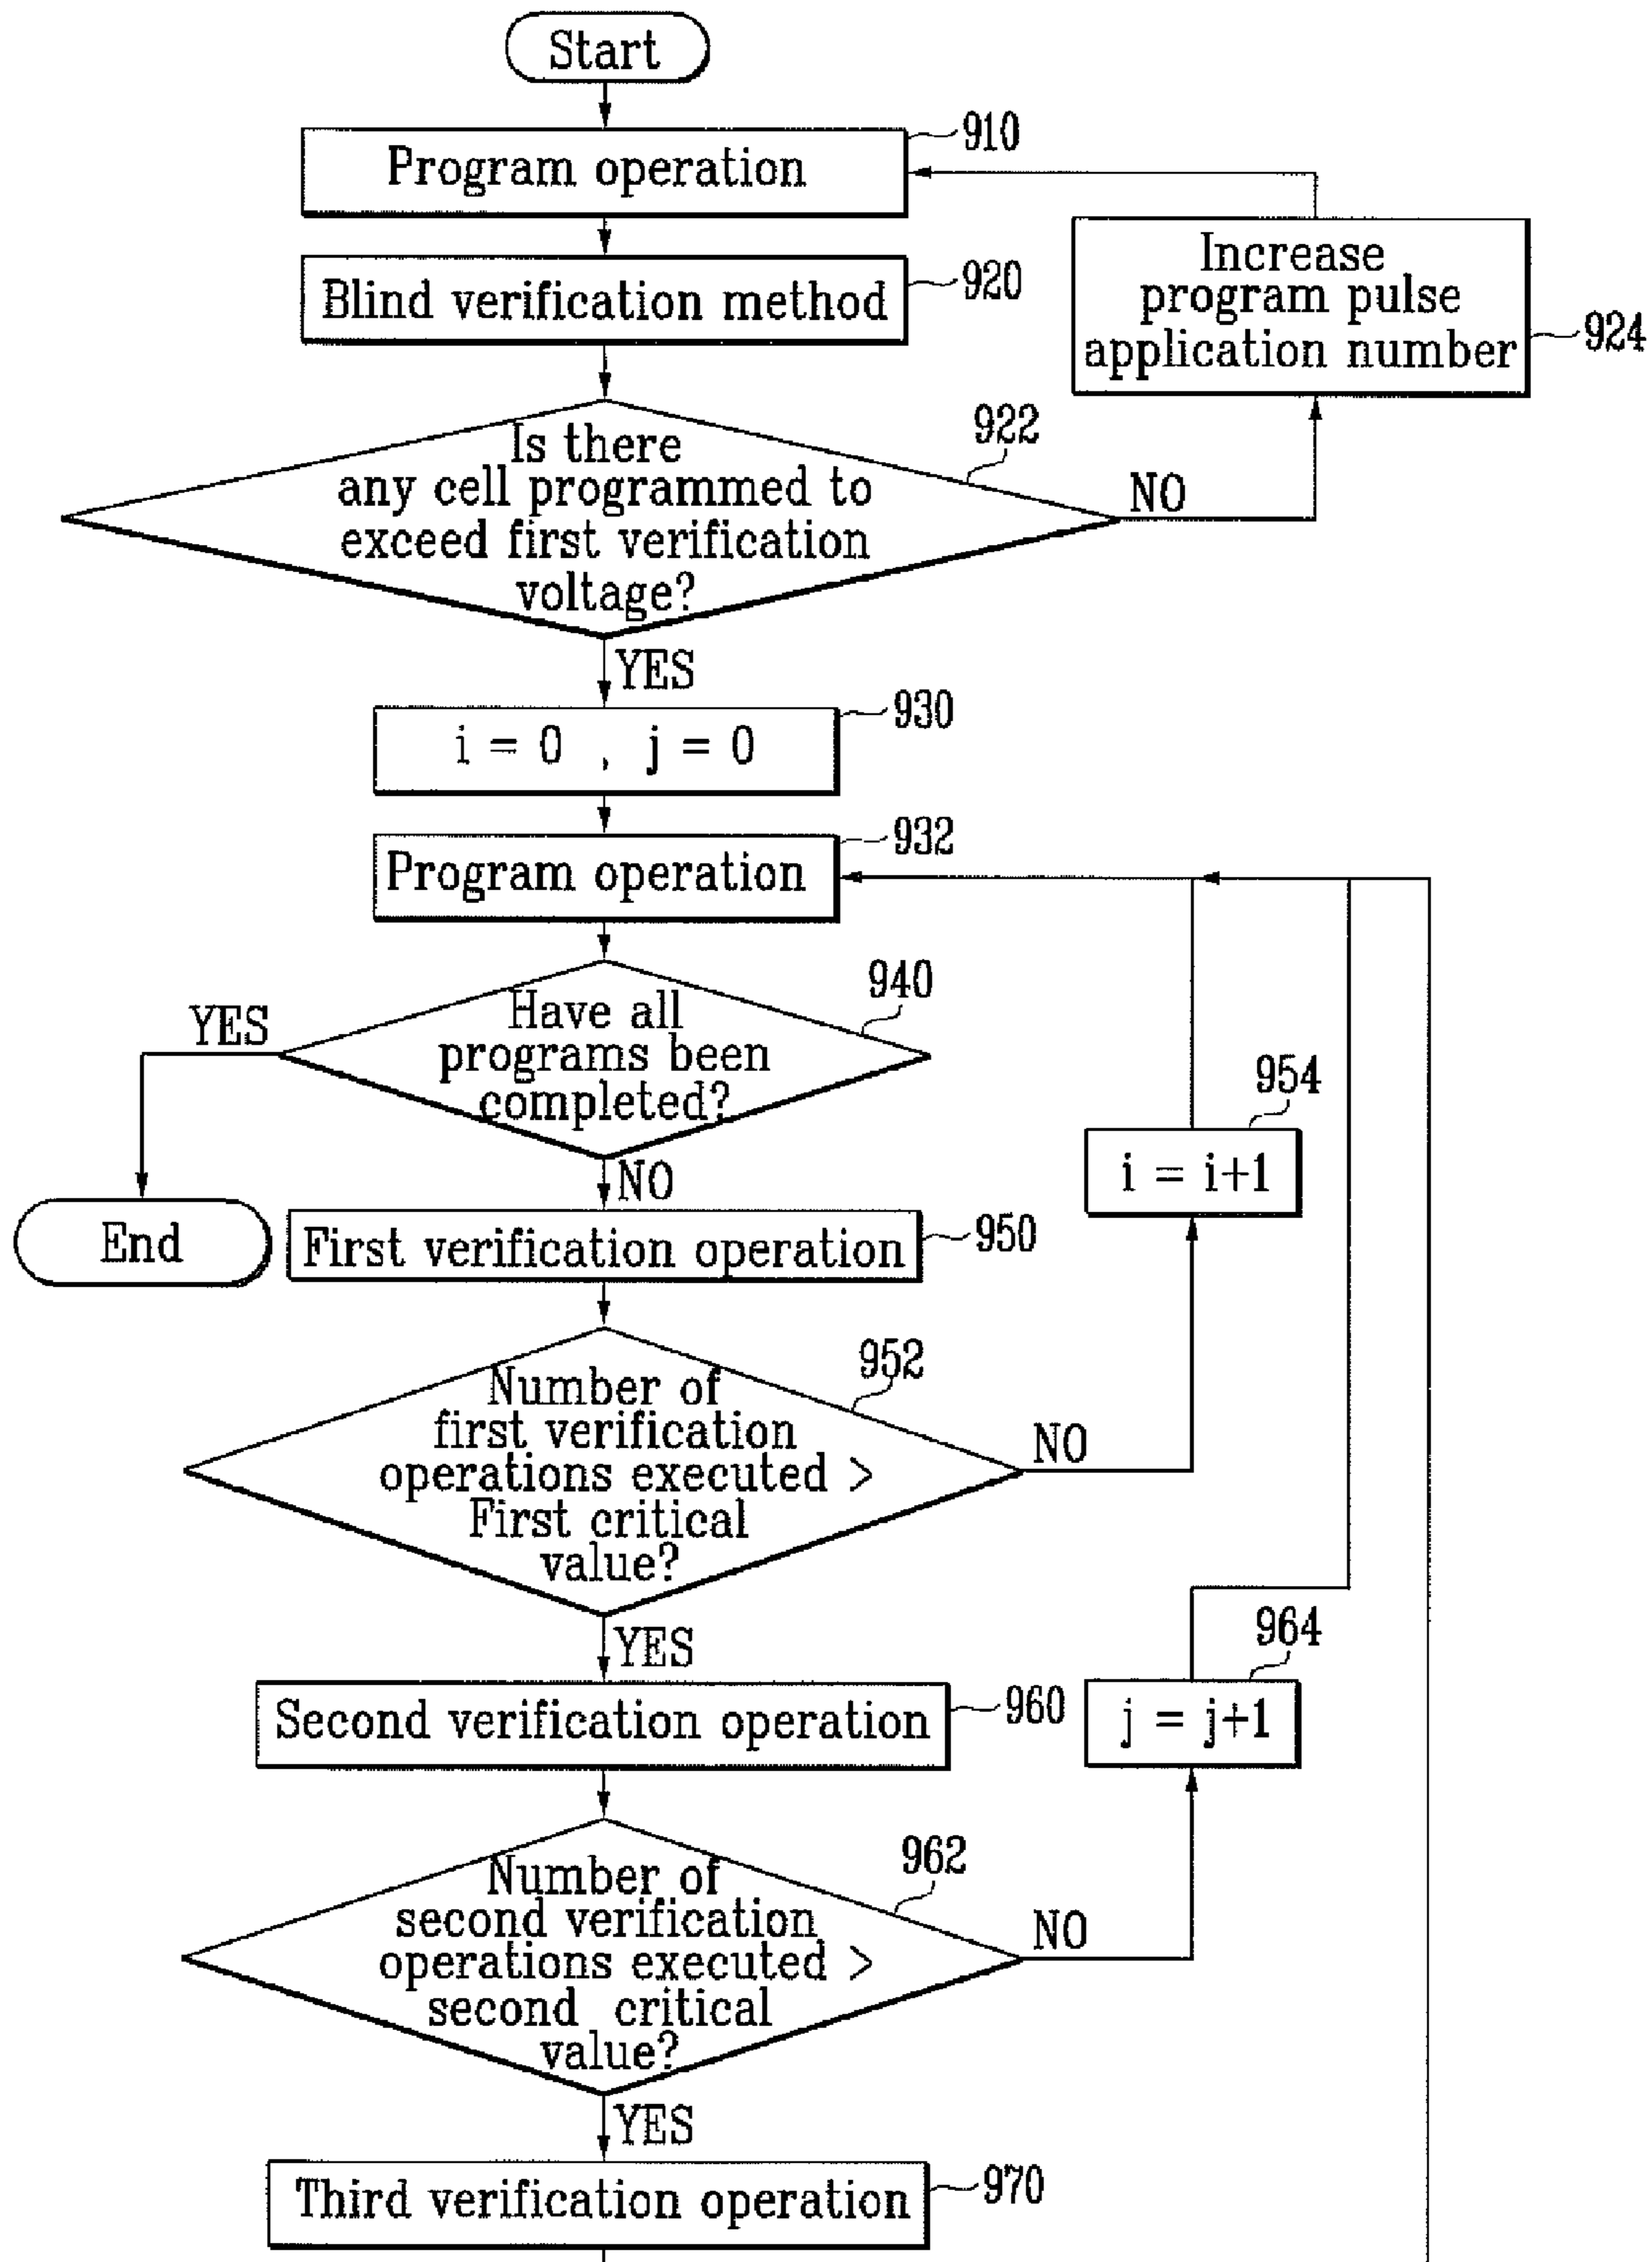 Start
Program operation
910
Blind verification method
920
Increase
program pulse
application number
924
Is there
any cell programmed to
exceed first verification
voltage?
922
NO
YES
i = 0 , j = 0
930
Program operation
932
Have all
programs been
completed?
940
YES
NO
End
First verification operation
950
i = i+1
954
Number of
first verification
operations executed >
First critical
value?
952
NO
YES
Second verification operation
960
j = j+1
964
Number of
second verification
operations executed >
second critical
value?
962
NO
YES
Third verification operation
970